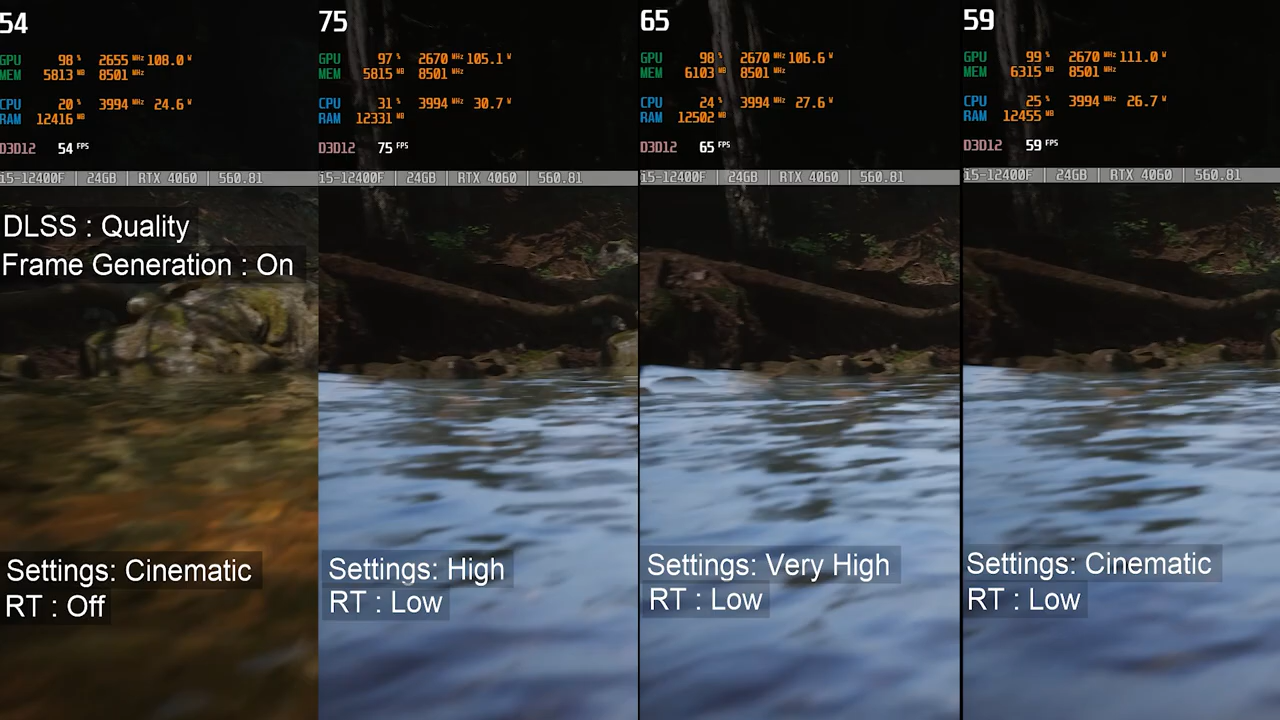 54
GPU 98 % 2655 MHz 108.0 W
MEM 5813 MB 8501 MHz
CPU 20 % 3994 MHz 24.6 W
RAM 12416 MB
D3D12 54 FPS
i5-12400F | 24GB | RTX 4060 | 560.81
DLSS : Quality
Frame Generation : On
Settings: Cinematic
RT : Off
75
GPU 97 % 2670 MHz 105.1 W
MEM 5815 MB 8501 MHz
CPU 31 % 3994 MHz 30.7 W
RAM 12331 MB
D3D12 75 FPS
i5-12400F | 24GB | RTX 4060 | 560.81
Settings: High
RT : Low
65
GPU 98 % 2670 MHz 106.6 W
MEM 6103 MB 8501 MHz
CPU 24 % 3994 MHz 27.6 W
RAM 12502 MB
D3D12 65 FPS
i5-12400F | 24GB | RTX 4060 | 560.81
Settings: Very High
RT : Low
59
GPU 99 % 2670 MHz 111.0 W
MEM 6315 MB 8501 MHz
CPU 25 % 3994 MHz 26.7 W
RAM 12455 MB
D3D12 59 FPS
i5-12400F | 24GB | RTX 4060 | 560.81
Settings: Cinematic
RT : Low